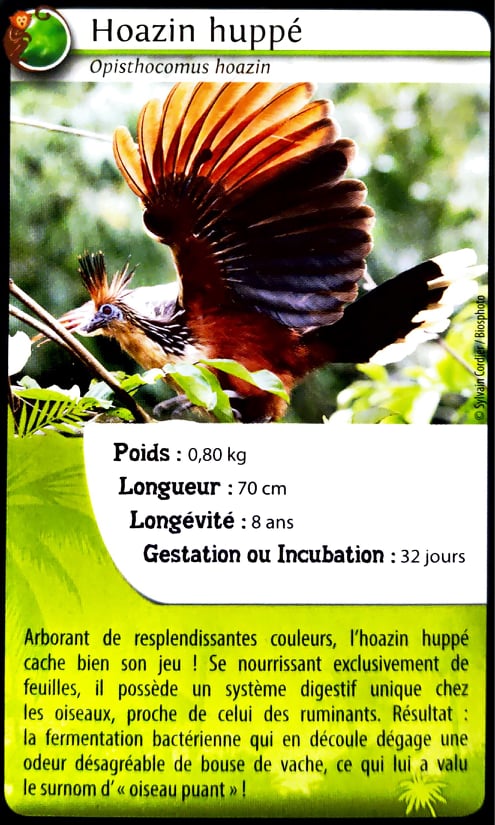 Hoazin huppé
Opisthocomus hoazin
© Sylvain Cordier / Biosphoto
Poids : 0,80 kg
Longueur : 70 cm
Longévité : 8 ans
Gestation ou Incubation : 32 jours
Arborant de resplendissantes couleurs, l'hoazin huppé
cache bien son jeu ! Se nourrissant exclusivement de
feuilles, il possède un système digestif unique chez
les oiseaux, proche de celui des ruminants. Résultat :
la fermentation bactérienne qui en découle dégage une
odeur désagréable de bouse de vache, ce qui lui a valu
le surnom d'« oiseau puant » !